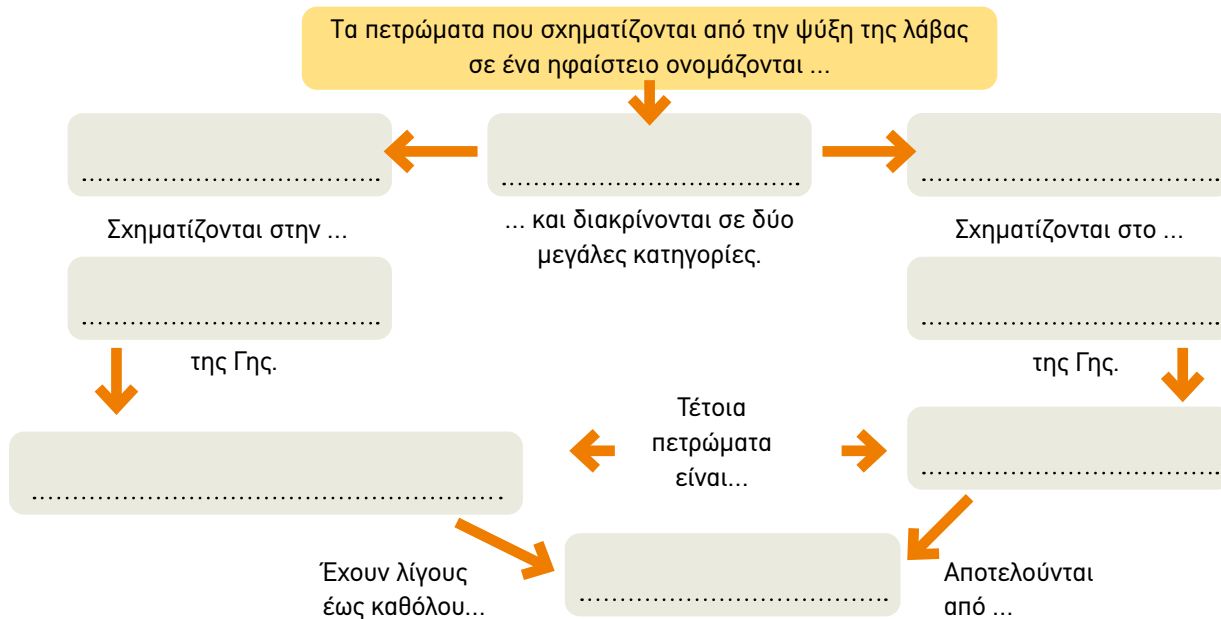 Τα πετρώματα που σχηματίζονται από την ψύξη της λάβας
σε ένα ηφαίστειο ονομάζονται ...
Σχηματίζονται στην ...
... και διακρίνονται σε δύο
μεγάλες κατηγορίες.
Σχηματίζονται στο ...
της Γης.
της Γης.
Τέτοια
πετρώματα
είναι...
Έχουν λίγους
έως καθόλου...
Αποτελούνται
από ...